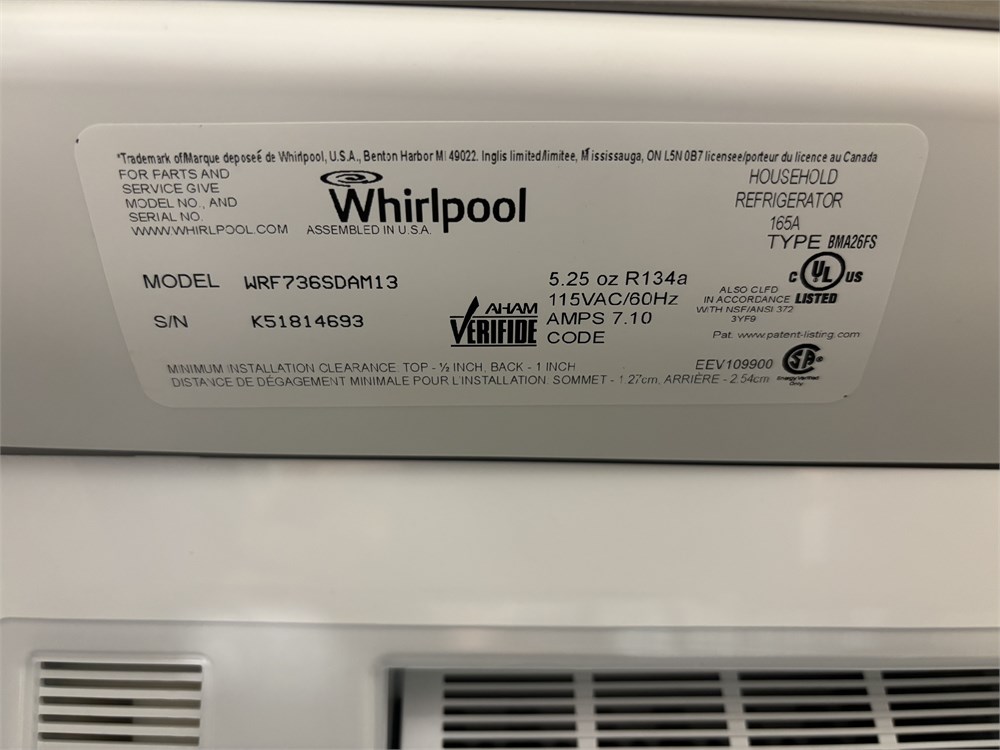 *Trademark of/Marque deposeé de Whirlpool, U.S.A., Benton Harbor MI 49022. Inglis limited/limitee, Mississauga, ON L5N 0B7 licensee/porteur du licence au Canada
FOR PARTS AND
SERVICE GIVE
MODEL NO., AND
SERIAL NO.
WWW.WHIRLPOOL.COM
Whirlpool
ASSEMBLED IN U.S.A.
HOUSEHOLD
REFRIGERATOR
165A
TYPE BMA26FS
MODEL WRF736SDAM13
S/N K51814693
AHAM
VERIFIDE
5.25 oz R134a
115VAC/60Hz
AMPS 7.10
CODE
C UL US
LISTED
ALSO CLFD
IN ACCORDANCE
WITH NSF/ANSI 372
3YF9
Pat. www.patent-listing.com
EEV109900
SA
Energy Verified
Only
MINIMUM INSTALLATION CLEARANCE: TOP - ½ INCH, BACK - 1 INCH
DISTANCE DE DÉGAGEMENT MINIMALE POUR L'INSTALLATION: SOMMET - 1.27cm, ARRIÈRE - 2.54cm